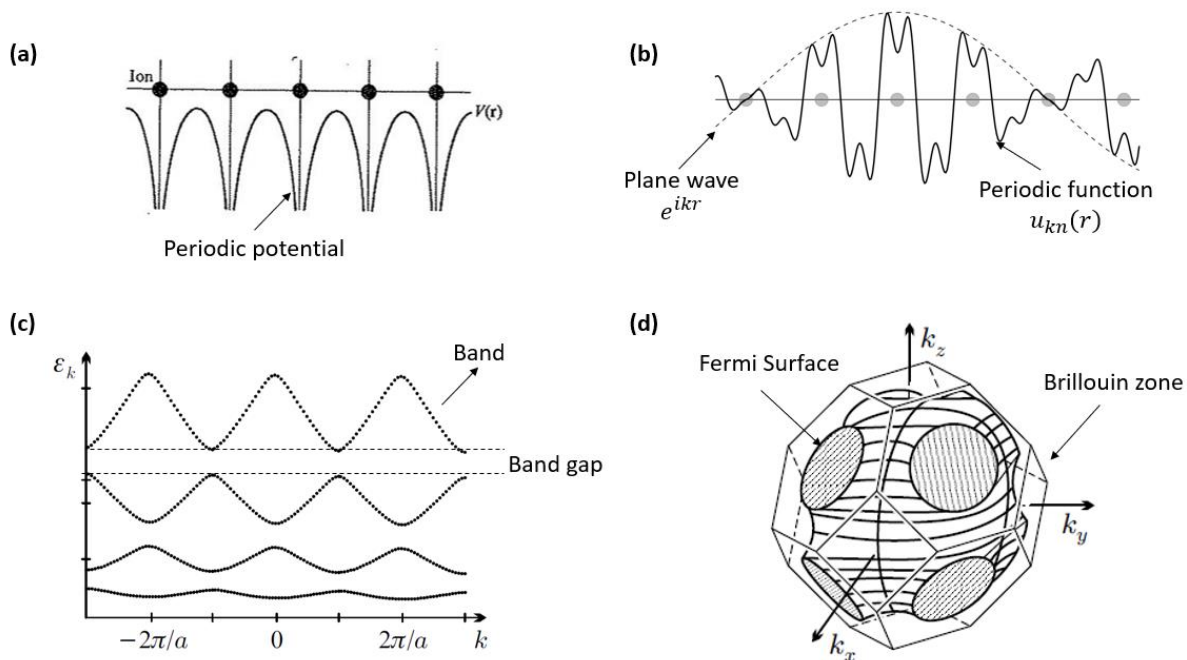 (a)
Ion
V(r)
Periodic potential
(b)
Plane wave
e^{ikr}
Periodic function
u_{kn}(r)
(c)
ε_k
Band
Band gap
−2π/a
0
2π/a
k
(d)
k_z
Fermi Surface
Brillouin zone
k_y
k_x